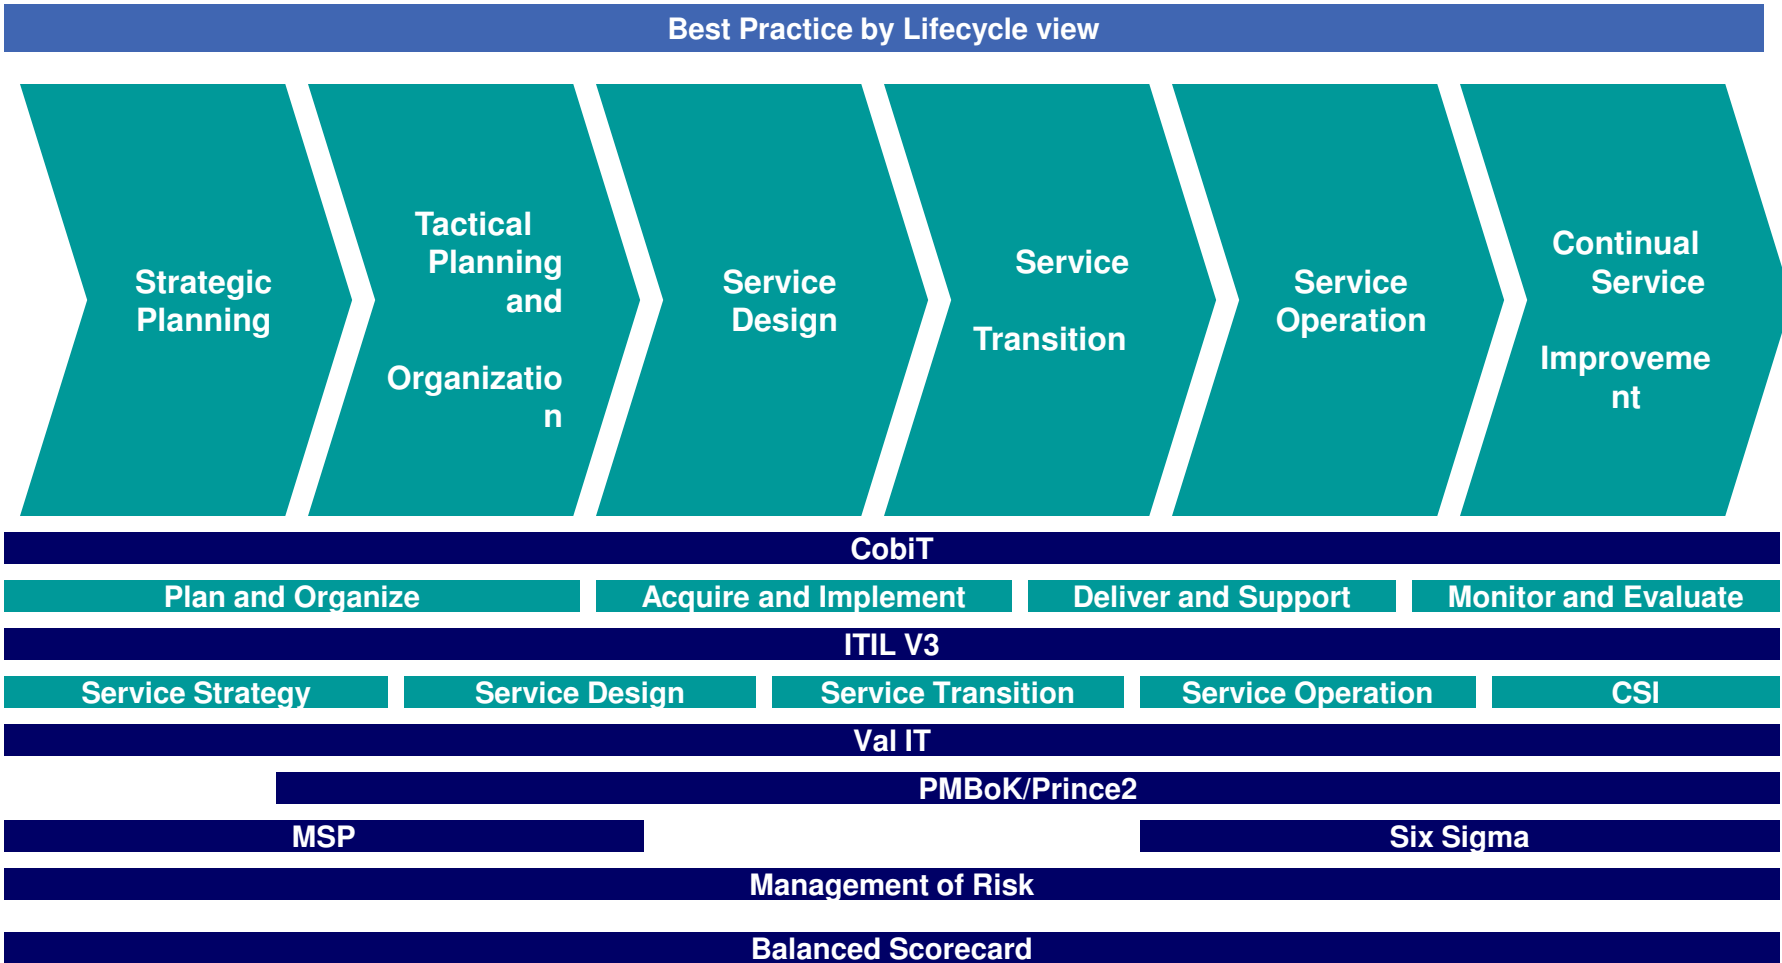 Best Practice by Lifecycle view
Strategic
Planning
Tactical
Planning
and
Organizatio
n
Service
Design
Service
Transition
Service
Operation
Continual
Service
Improveme
nt
CobiT
Plan and Organize
Acquire and Implement
Deliver and Support
Monitor and Evaluate
ITIL V3
Service Strategy
Service Design
Service Transition
Service Operation
CSI
Val IT
PMBoK/Prince2
MSP
Six Sigma
Management of Risk
Balanced Scorecard